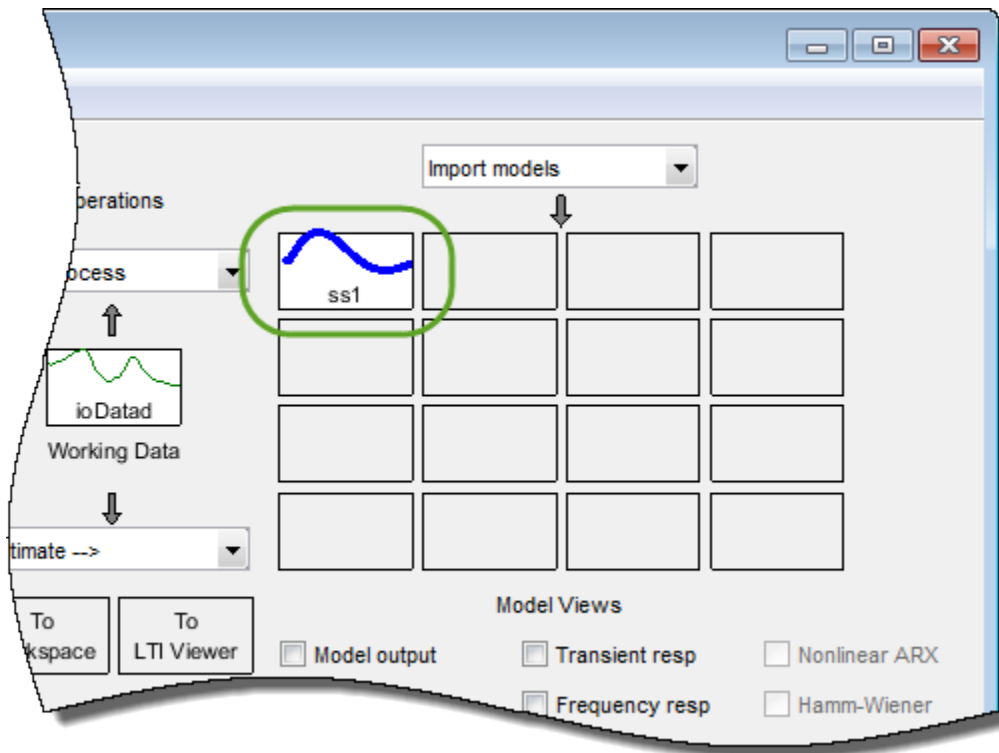 Import models
perations
ocess
ss1
ioDatad
Working Data
timate -->
To
kspace
To
LTI Viewer
Model Views
Model output
Transient resp
Nonlinear ARX
Frequency resp
Hamm-Wiener